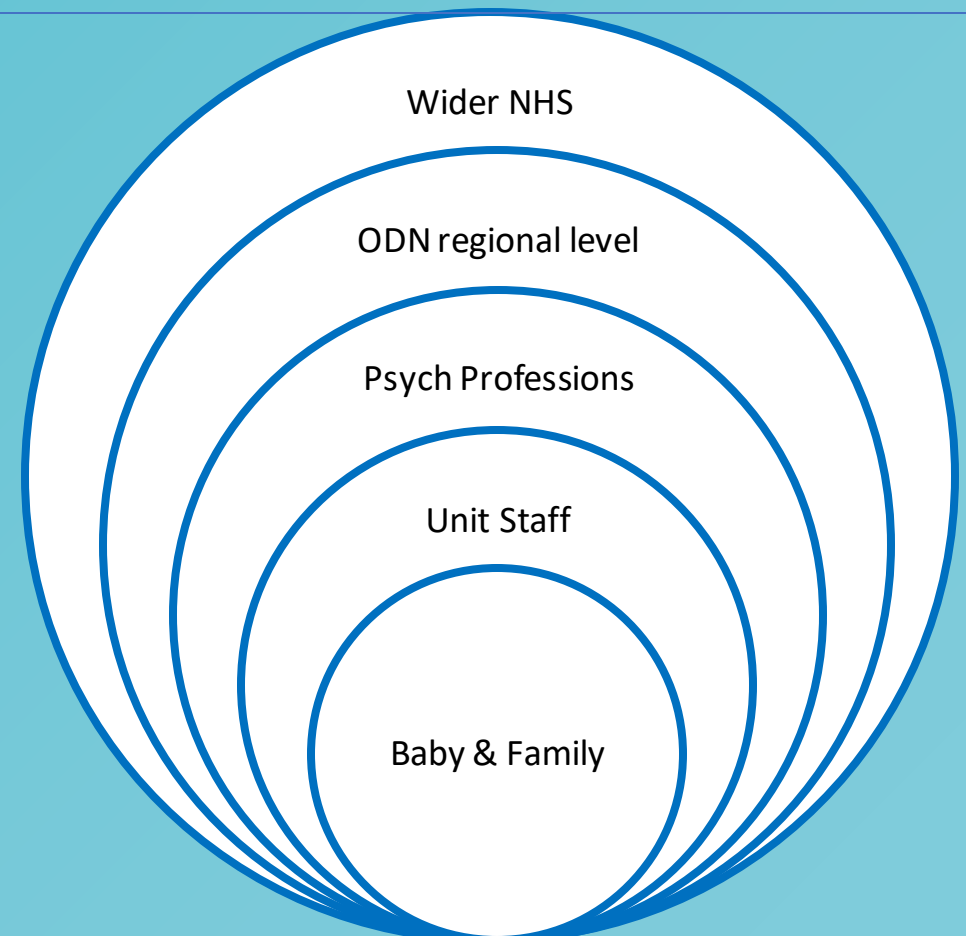 Wider NHS
ODN regional level
Psych Professions
Unit Staff
Baby & Family